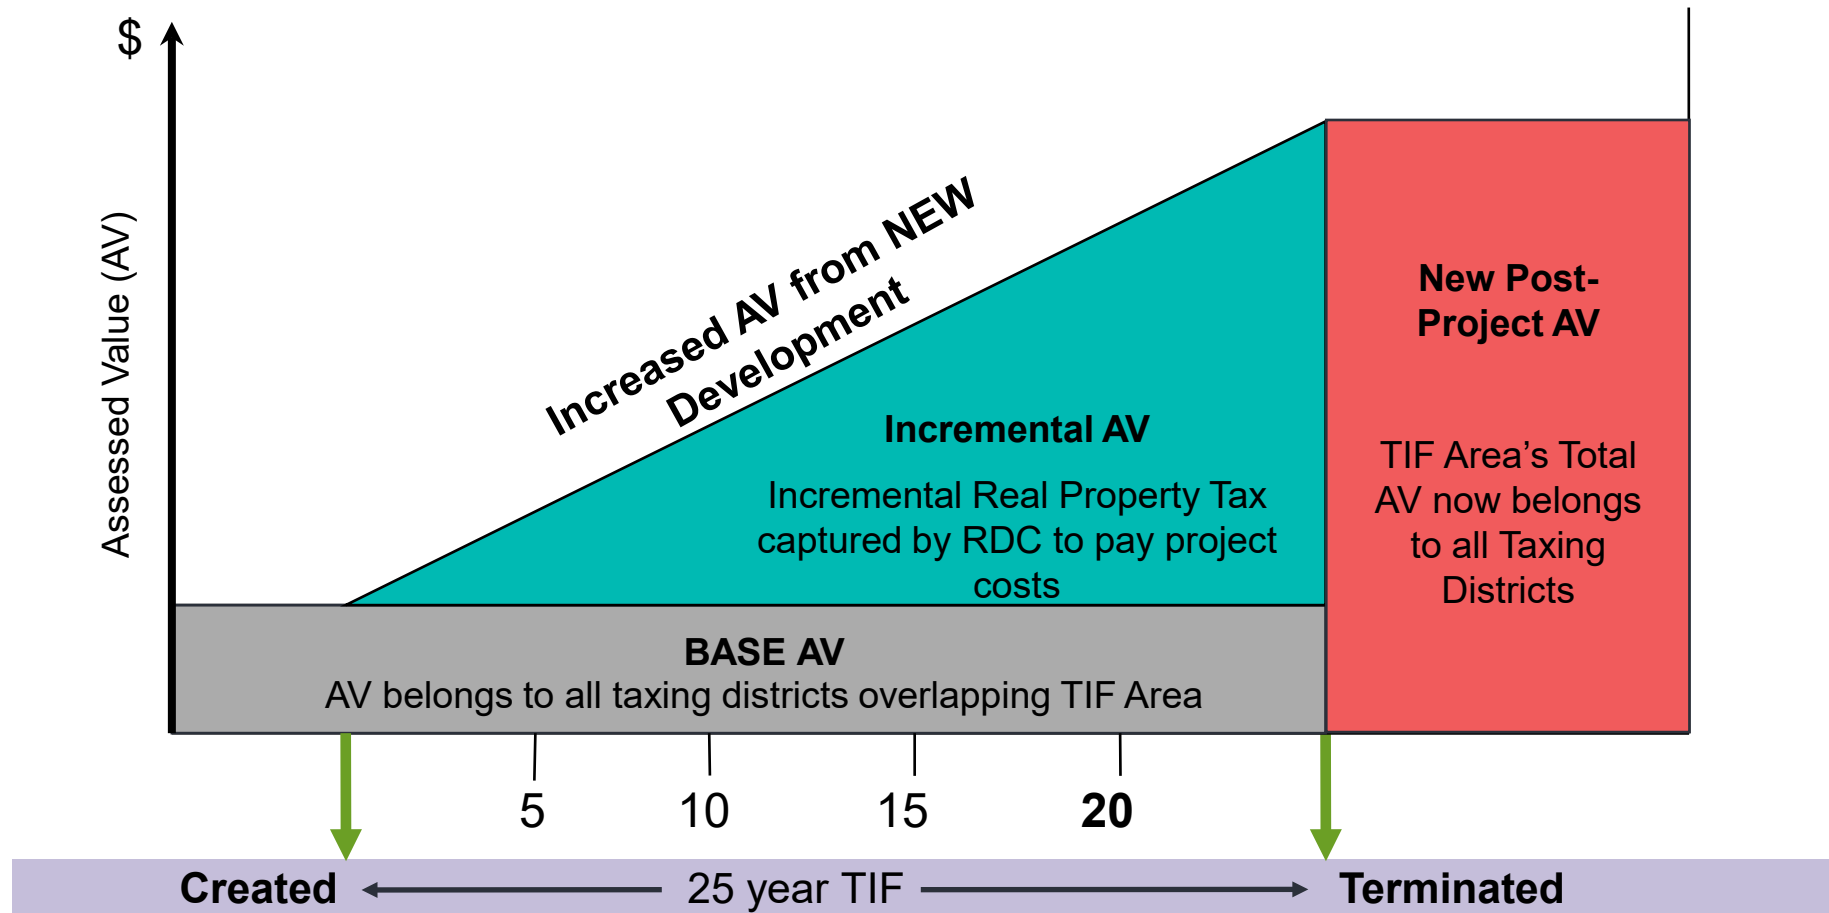 $
Assessed Value (AV)
Increased AV from NEW
Development
Incremental AV
Incremental Real Property Tax
captured by RDC to pay project
costs
New Post-
Project AV
TIF Area’s Total
AV now belongs
to all Taxing
Districts
BASE AV
AV belongs to all taxing districts overlapping TIF Area
5 10 15 20
Created 25 year TIF Terminated